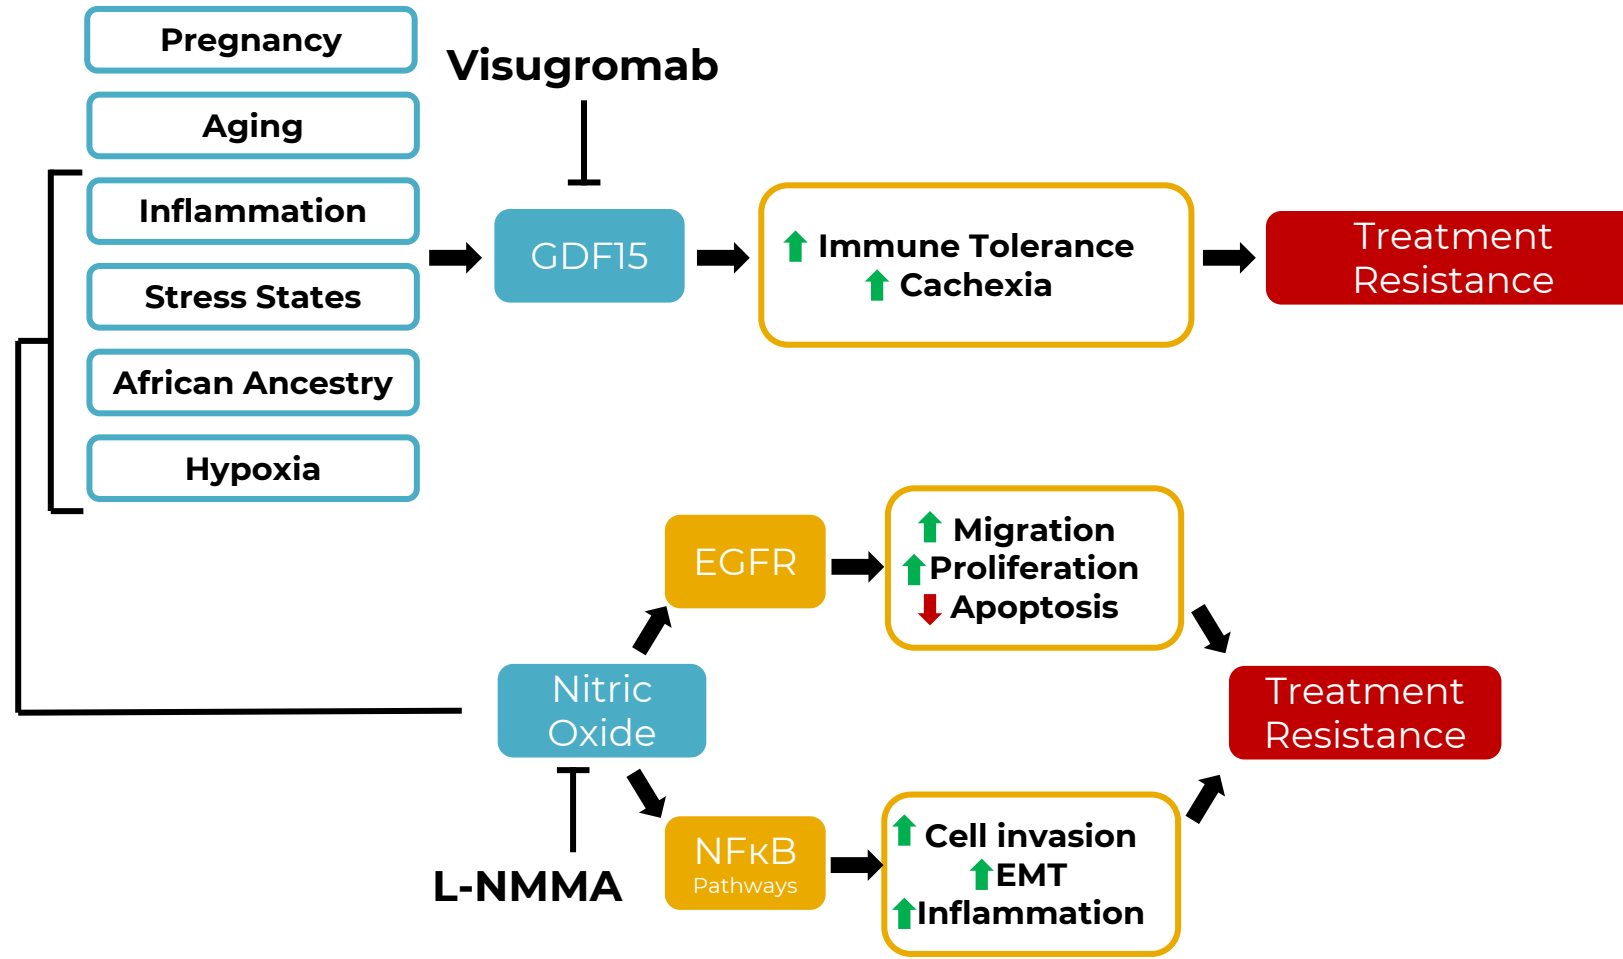 Pregnancy
Aging
Inflammation
Stress States
African Ancestry
Hypoxia
Visugromab
GDF15
Immune Tolerance
Cachexia
Treatment
Resistance
EGFR
Migration
Proliferation
Apoptosis
Nitric
Oxide
L-NMMA
NFκB
Pathways
Cell invasion
EMT
Inflammation
Treatment
Resistance